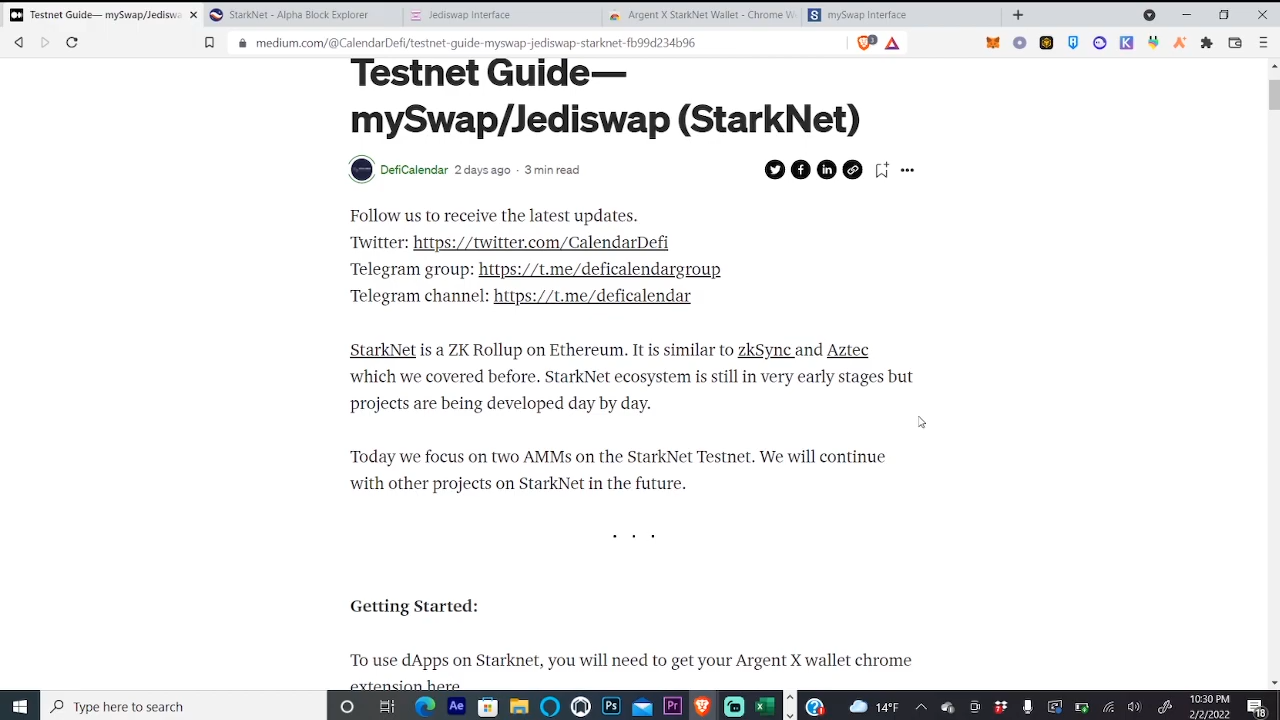 Testnet Guide— mySwap/Jediswa
StarkNet - Alpha Block Explorer
Jediswap Interface
Argent X StarkNet Wallet - Chrome W
mySwap Interface
medium.com/@CalendarDefi/testnet-guide-myswap-jediswap-starknet-fb99d234b96
3
Testnet Guide—
mySwap/Jediswap (StarkNet)
DefiCalendar 2 days ago · 3 min read
Follow us to receive the latest updates.
Twitter: https://twitter.com/CalendarDefi
Telegram group: https://t.me/deficalendargroup
Telegram channel: https://t.me/deficalendar
StarkNet is a ZK Rollup on Ethereum. It is similar to zkSync and Aztec
which we covered before. StarkNet ecosystem is still in very early stages but
projects are being developed day by day.
Today we focus on two AMMs on the StarkNet Testnet. We will continue
with other projects on StarkNet in the future.
. . .
Getting Started:
To use dApps on Starknet, you will need to get your Argent X wallet chrome
extension here
Type here to search
Ae
Ps
Pr
14°F
10:30 PM
2/2/2022
18